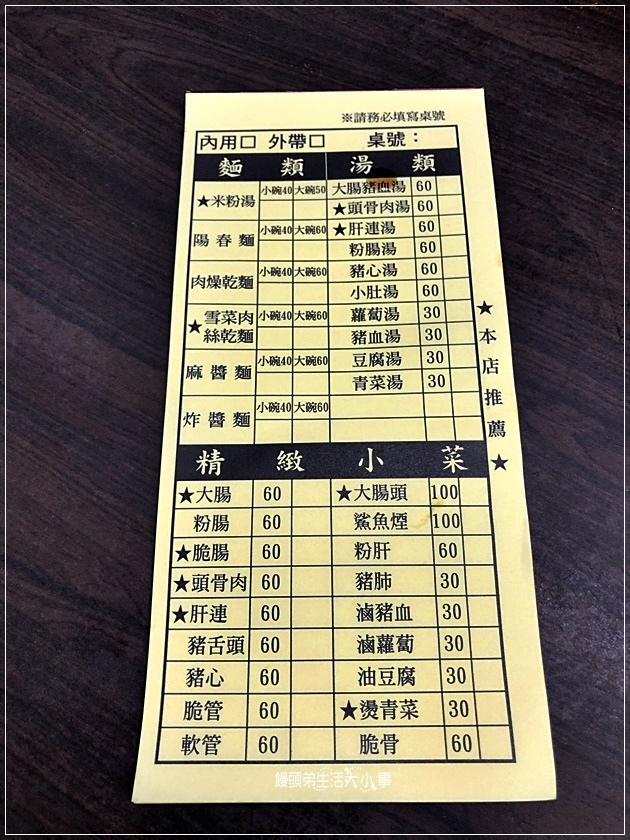 ※請務必填寫桌號
內用□ 外帶□ 桌號：
麵類 湯類
★米粉湯 小碗40 大碗50 大腸豬血湯 60
★頭骨肉湯 60
陽春麵 小碗40 大碗60 ★肝連湯 60
粉腸湯 60
肉燥乾麵 小碗40 大碗60 豬心湯 60
小肚湯 60
★雪菜肉絲乾麵 小碗40 大碗60 蘿蔔湯 30
豬血湯 30
麻醬麵 小碗40 大碗60 豆腐湯 30
青菜湯 30
炸醬麵 小碗40 大碗60
★本店推薦★
精緻小菜
★大腸 60 ★大腸頭 100
粉腸 60 鯊魚煙 100
★脆腸 60 粉肝 60
★頭骨肉 60 豬肺 30
★肝連 60 滷豬血 30
豬舌頭 60 滷蘿蔔 30
豬心 60 油豆腐 30
脆管 60 ★燙青菜 30
軟管 60 脆骨 60
饅頭弟生活大小事